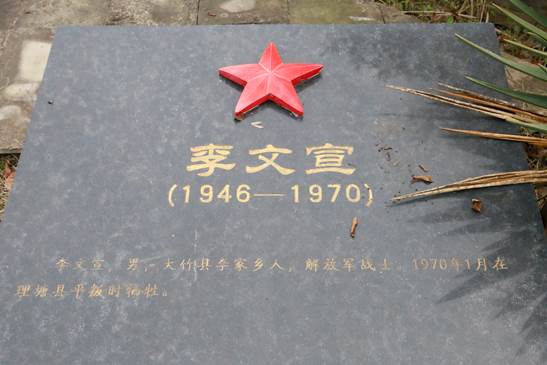 李文宣
(1946—1970)
李文宣，男，大竹县李家乡人，解放军战士。1970年1月在
理塘县平叛时牺牲。